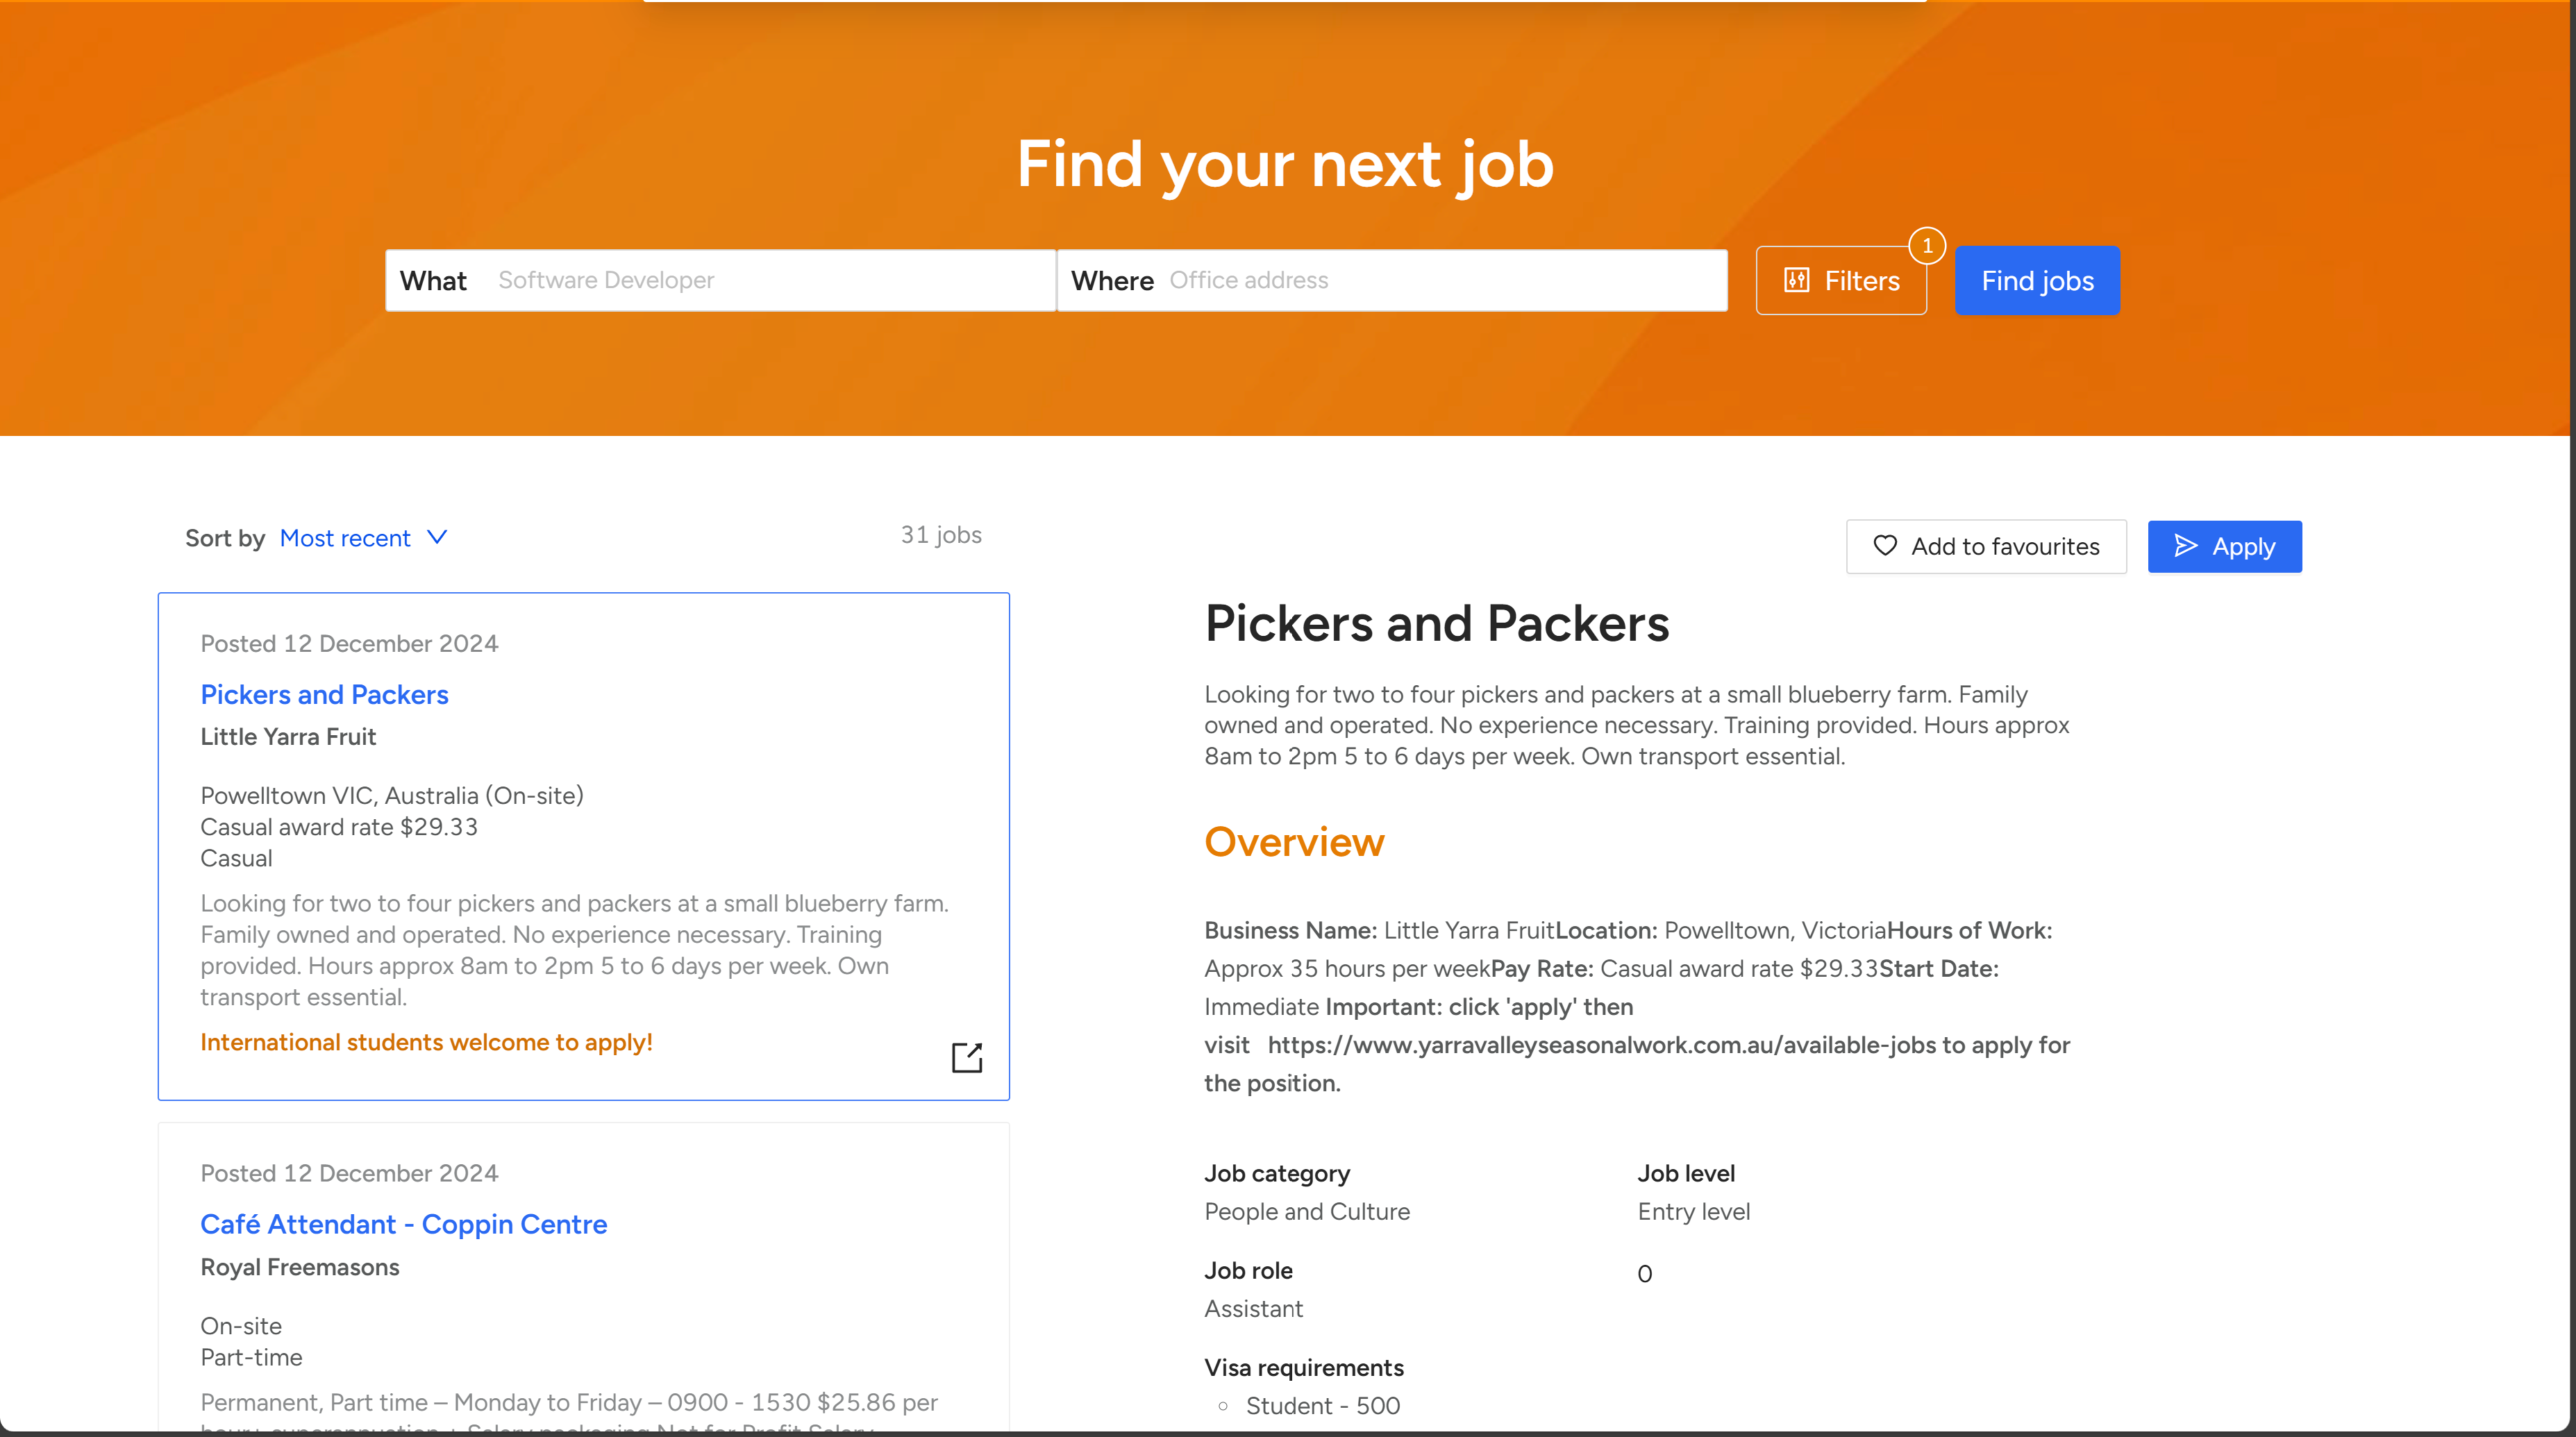 Find your next job
What Software Developer Where Office address Filters 1 Find jobs
Sort by Most recent 31 jobs
Posted 12 December 2024
Pickers and Packers
Little Yarra Fruit
Powelltown VIC, Australia (On-site)
Casual award rate $29.33
Casual
Looking for two to four pickers and packers at a small blueberry farm.
Family owned and operated. No experience necessary. Training
provided. Hours approx 8am to 2pm 5 to 6 days per week. Own
transport essential.
International students welcome to apply!
Posted 12 December 2024
Café Attendant - Coppin Centre
Royal Freemasons
On-site
Part-time
Permanent, Part time – Monday to Friday – 0900 - 1530 $25.86 per
Add to favourites Apply
Pickers and Packers
Looking for two to four pickers and packers at a small blueberry farm. Family
owned and operated. No experience necessary. Training provided. Hours approx
8am to 2pm 5 to 6 days per week. Own transport essential.
Overview
Business Name: Little Yarra FruitLocation: Powelltown, VictoriaHours of Work:
Approx 35 hours per weekPay Rate: Casual award rate $29.33Start Date:
Immediate Important: click 'apply' then
visit https://www.yarravalleyseasonalwork.com.au/available-jobs to apply for
the position.
Job category
People and Culture
Job level
Entry level
Job role
Assistant
0
Visa requirements
Student - 500